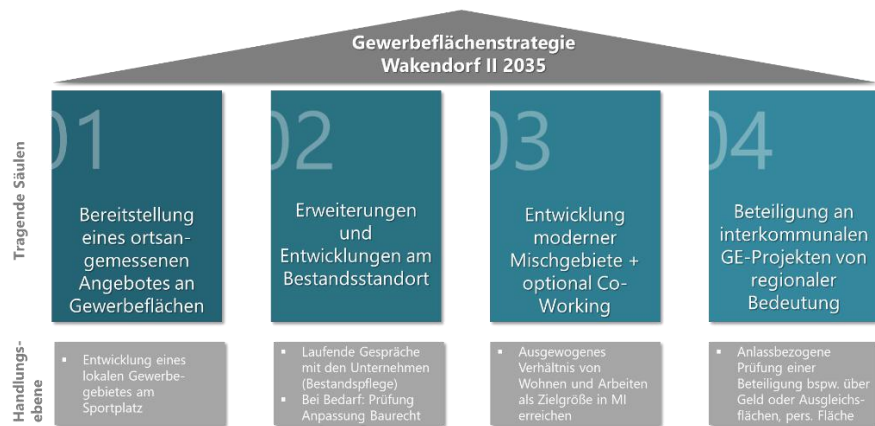 Gewerbeflächenstrategie
Wakendorf II 2035
Tragende Säulen
01
Bereitstellung
eines ortsan-
gemessenen
Angebotes an
Gewerbeflächen
02
Erweiterungen
und
Entwicklungen am
Bestandsstandort
03
Entwicklung
moderner
Mischgebiete +
optional Co-
Working
04
Beteiligung an
interkommunalen
GE-Projekten von
regionaler
Bedeutung
Handlungs-
ebene
▪ Entwicklung eines
lokalen Gewerbe-
gebietes am
Sportplatz
▪ Laufende Gespräche
mit den Unternehmen
(Bestandspflege)
▪ Bei Bedarf: Prüfung
Anpassung Baurecht
▪ Ausgewogenes
Verhältnis von
Wohnen und Arbeiten
als Zielgröße in MI
erreichen
▪ Anlassbezogene
Prüfung einer
Beteiligung bspw. über
Geld oder Ausgleichs-
flächen, pers. Fläche